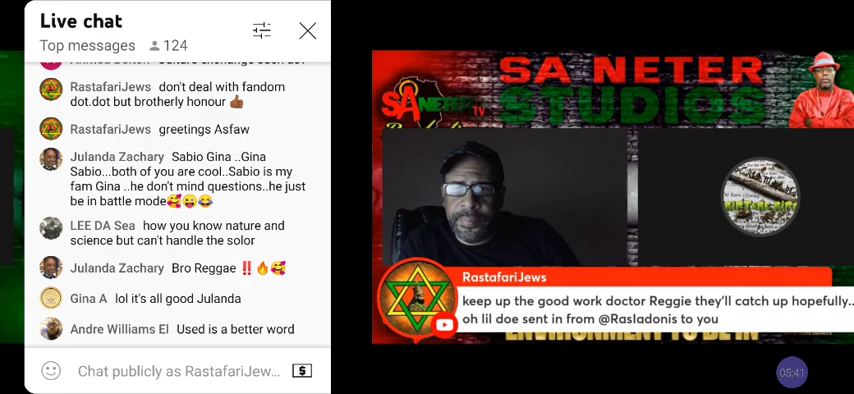 Live chat
Top messages 124
RastafariJews don't deal with fandom
dot.dot but brotherly honour
RastafariJews greetings Asfaw
Julanda Zachary Sabio Gina ..Gina
Sabio...both of you are cool..Sabio is my
fam Gina ..he don't mind questions..he just
be in battle mode
LEE DA Sea how you know nature and
science but can't handle the solor
Julanda Zachary Bro Reggae
Gina A lol it's all good Julanda
Andre Williams El Used is a better word
Chat publicly as RastafariJew...
SA NETER
STUDIOS
SANETER TV
RastafariJews
keep up the good work doctor Reggie they'll catch up hopefully...
oh lil doe sent in from @Rasladonis to you
ENVIRONMENT TO BE IN
05:41